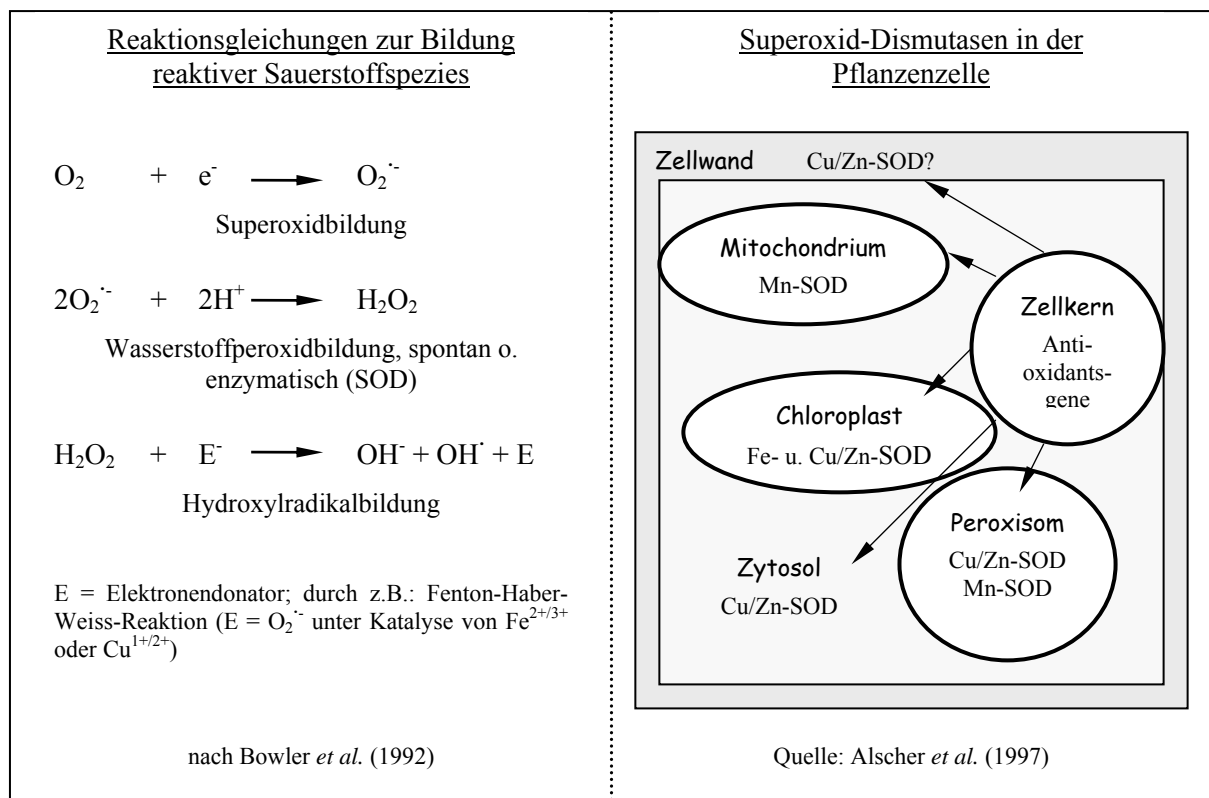 Reaktionsgleichungen zur Bildung
reaktiver Sauerstoffspezies
O₂ + e⁻ ⟶ O₂˙⁻
Superoxidbildung
2O₂˙⁻ + 2H⁺ ⟶ H₂O₂
Wasserstoffperoxidbildung, spontan o.
enzymatisch (SOD)
H₂O₂ + E⁻ ⟶ OH⁻ + OH˙ + E
Hydroxylradikalbildung
E = Elektronendonator; durch z.B.: Fenton-Haber-
Weiss-Reaktion (E = O₂˙⁻ unter Katalyse von Fe²⁺/³⁺
oder Cu¹⁺/²⁺)
nach Bowler et al. (1992)
Superoxid-Dismutasen in der
Pflanzenzelle
Zellwand Cu/Zn-SOD?
Mitochondrium
Mn-SOD
Zellkern
Anti-
oxidants-
gene
Chloroplast
Fe- u. Cu/Zn-SOD
Peroxisom
Cu/Zn-SOD
Mn-SOD
Zytosol
Cu/Zn-SOD
Quelle: Alscher et al. (1997)